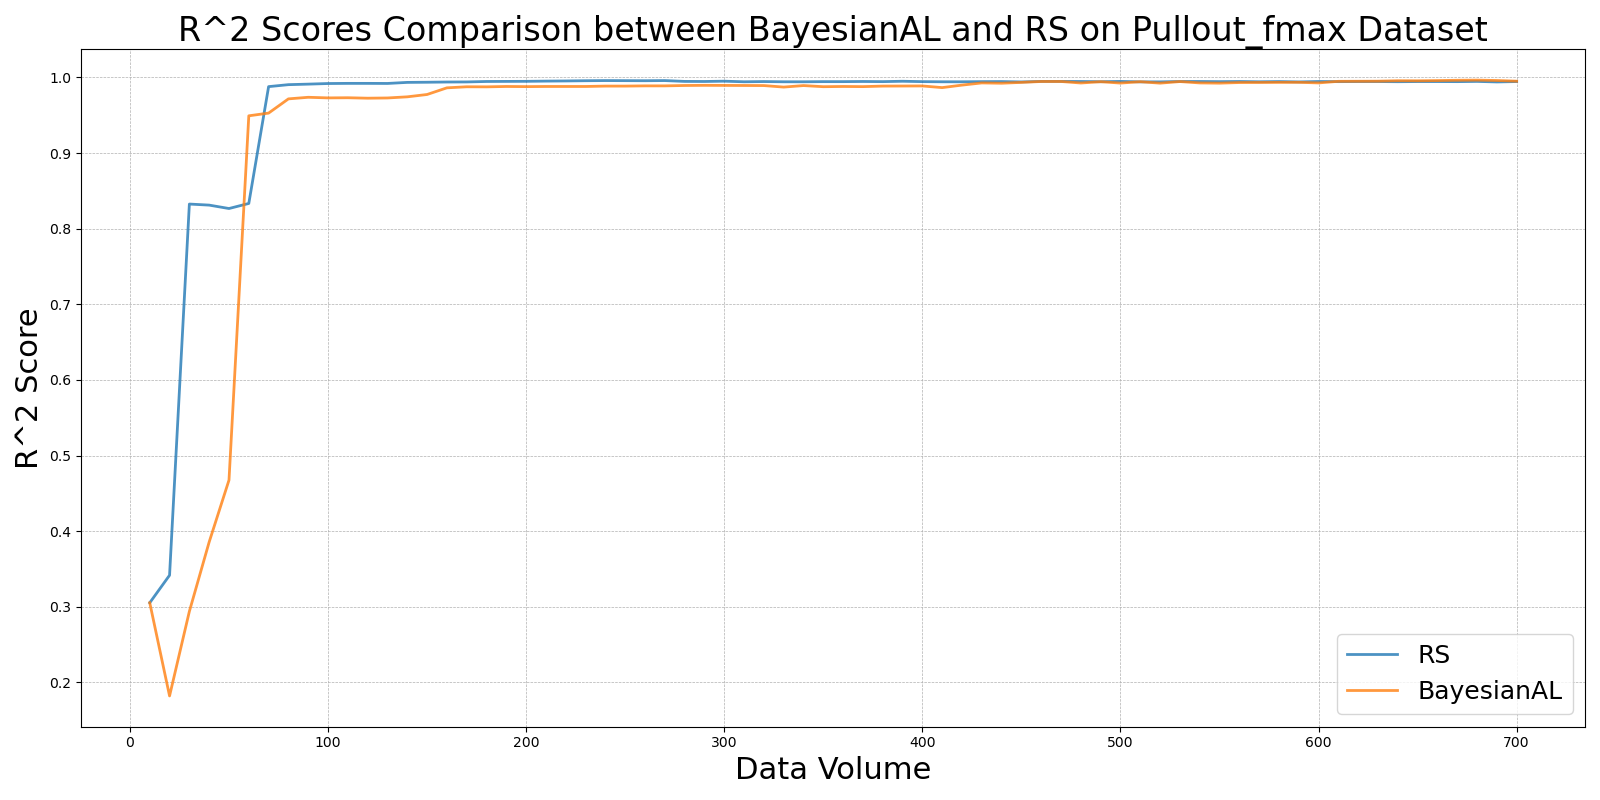 R^2 Scores Comparison between BayesianAL and RS on Pullout_fmax Dataset
R^2 Score
1.0
0.9
0.8
0.7
0.6
0.5
0.4
0.3
0.2
RS
BayesianAL
0 100 200 300 400 500 600 700
Data Volume